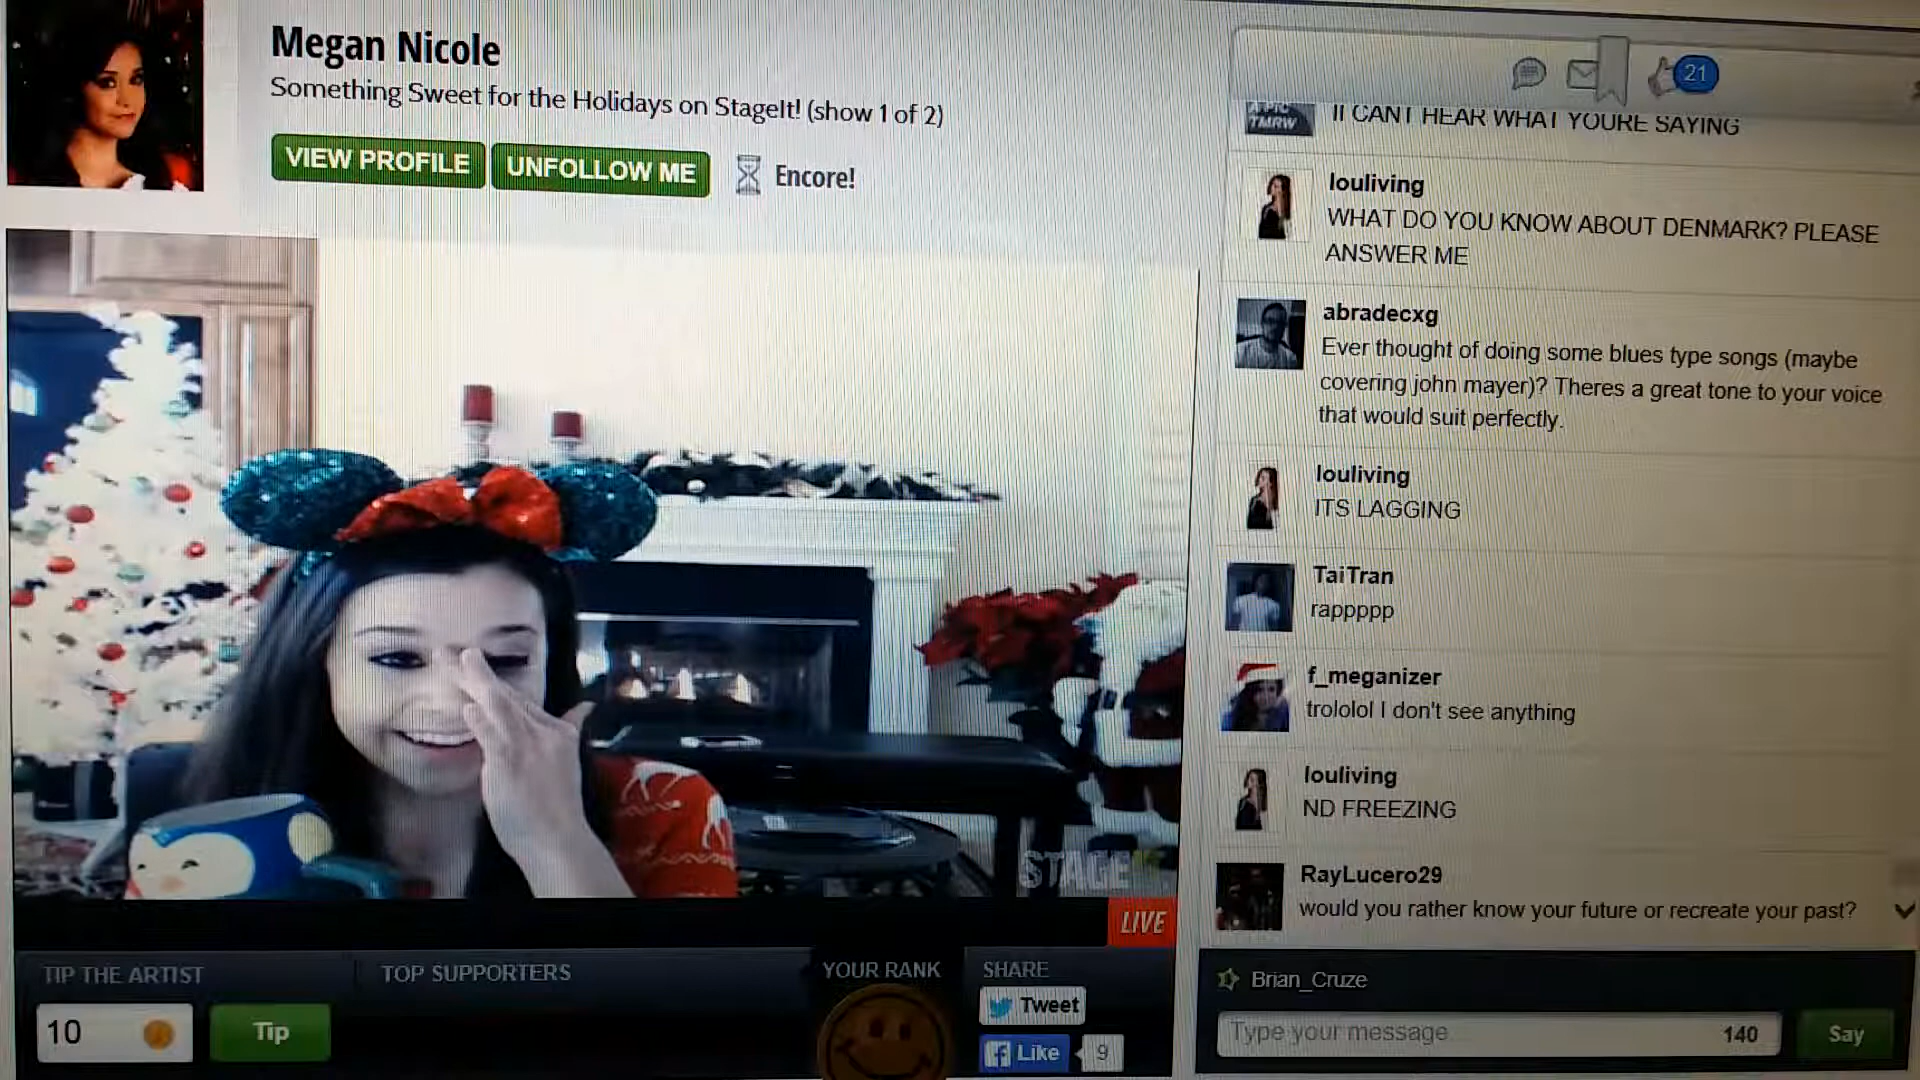 Megan Nicole
Something Sweet for the Holidays on StageIt! (show 1 of 2)
VIEW PROFILE
UNFOLLOW ME
Encore!
21
TMRW
II CANT HEAR WHAT YOURE SAYING
louliving
WHAT DO YOU KNOW ABOUT DENMARK? PLEASE
ANSWER ME
abradecxg
Ever thought of doing some blues type songs (maybe
covering john mayer)? Theres a great tone to your voice
that would suit perfectly.
louliving
ITS LAGGING
TaiTran
rappppp
f_meganizer
trololol I don't see anything
louliving
ND FREEZING
RayLucero29
would you rather know your future or recreate your past?
STAGE
LIVE
TIP THE ARTIST
TOP SUPPORTERS
YOUR RANK
SHARE
10
Tip
Tweet
Like
9
Brian_Cruze
Type your message
140
Say